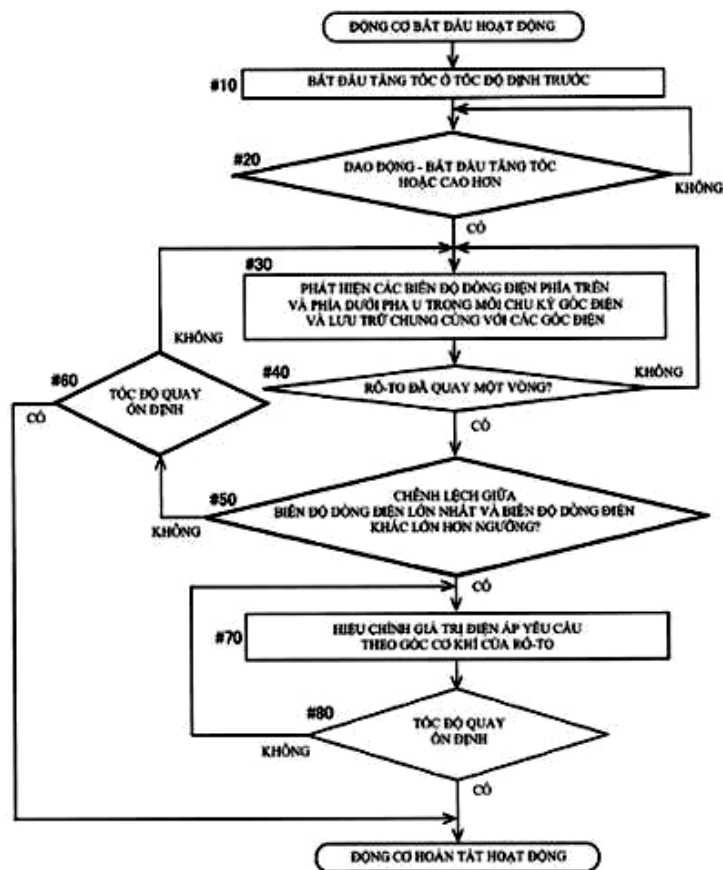 ĐỘNG CƠ BẮT ĐẦU HOẠT ĐỘNG
#10
BẮT ĐẦU TĂNG TỐC Ở TỐC ĐỘ ĐỊNH TRƯỚC
#20
DAO ĐỘNG - BẮT ĐẦU TĂNG TỐC
HOẶC CAO HƠN
KHÔNG
CÓ
#30
PHÁT HIỆN CÁC BIÊN ĐỘ DÒNG ĐIỆN PHÍA TRÊN
VÀ PHÍA DƯỚI PHA U TRONG MỖI CHU KỲ GÓC ĐIỆN
VÀ LƯU TRỮ CHUNG CÙNG VỚI CÁC GÓC ĐIỆN
KHÔNG
#60
TỐC ĐỘ QUAY
ỔN ĐỊNH
CÓ
#40
RÔ-TO ĐÃ QUAY MỘT VÒNG?
KHÔNG
CÓ
#50
CHÊNH LỆCH GIỮA
BIÊN ĐỘ DÒNG ĐIỆN LỚN NHẤT VÀ BIÊN ĐỘ DÒNG ĐIỆN
KHÁC LỚN HƠN NGƯỠNG?
KHÔNG
CÓ
#70
HIỆU CHỈNH GIÁ TRỊ ĐIỆN ÁP YÊU CẦU
THEO GÓC CƠ KHÍ CỦA RÔ-TO
#80
TỐC ĐỘ QUAY
ỔN ĐỊNH
KHÔNG
CÓ
ĐỘNG CƠ HOÀN TẤT HOẠT ĐỘNG